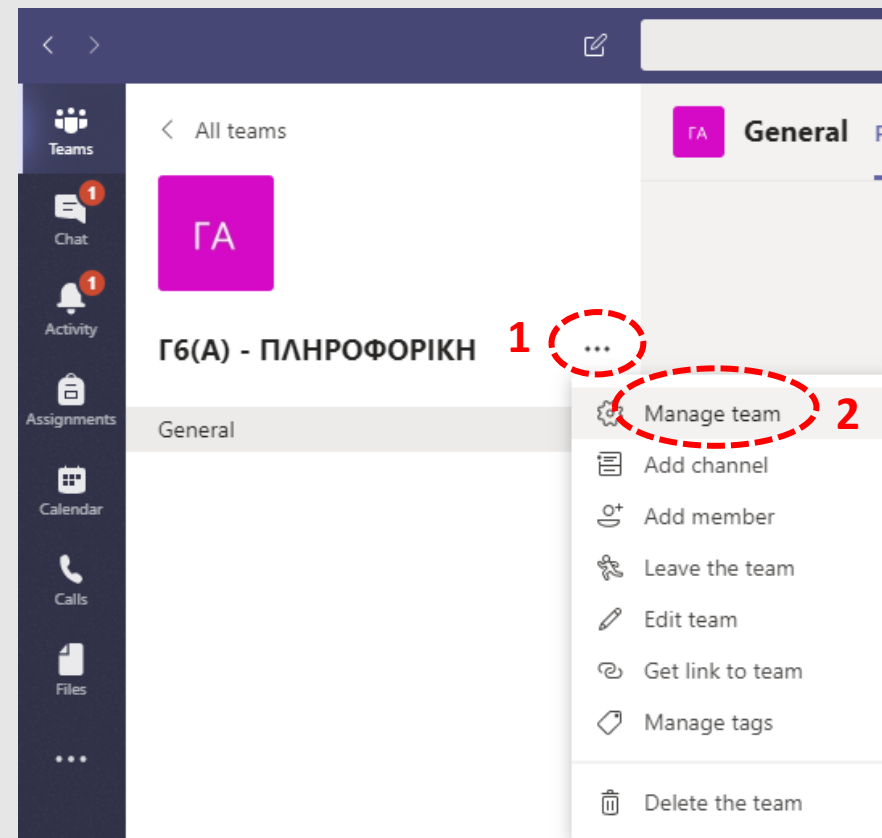 All teams
ΓΑ
General
Teams
1
Chat
ΓΑ
1
Activity
Γ6(Α) - ΠΛΗΡΟΦΟΡΙΚΗ
1
...
Assignments
General
Manage team
2
Add channel
Calendar
Add member
Leave the team
Calls
Edit team
Get link to team
Files
Manage tags
Delete the team